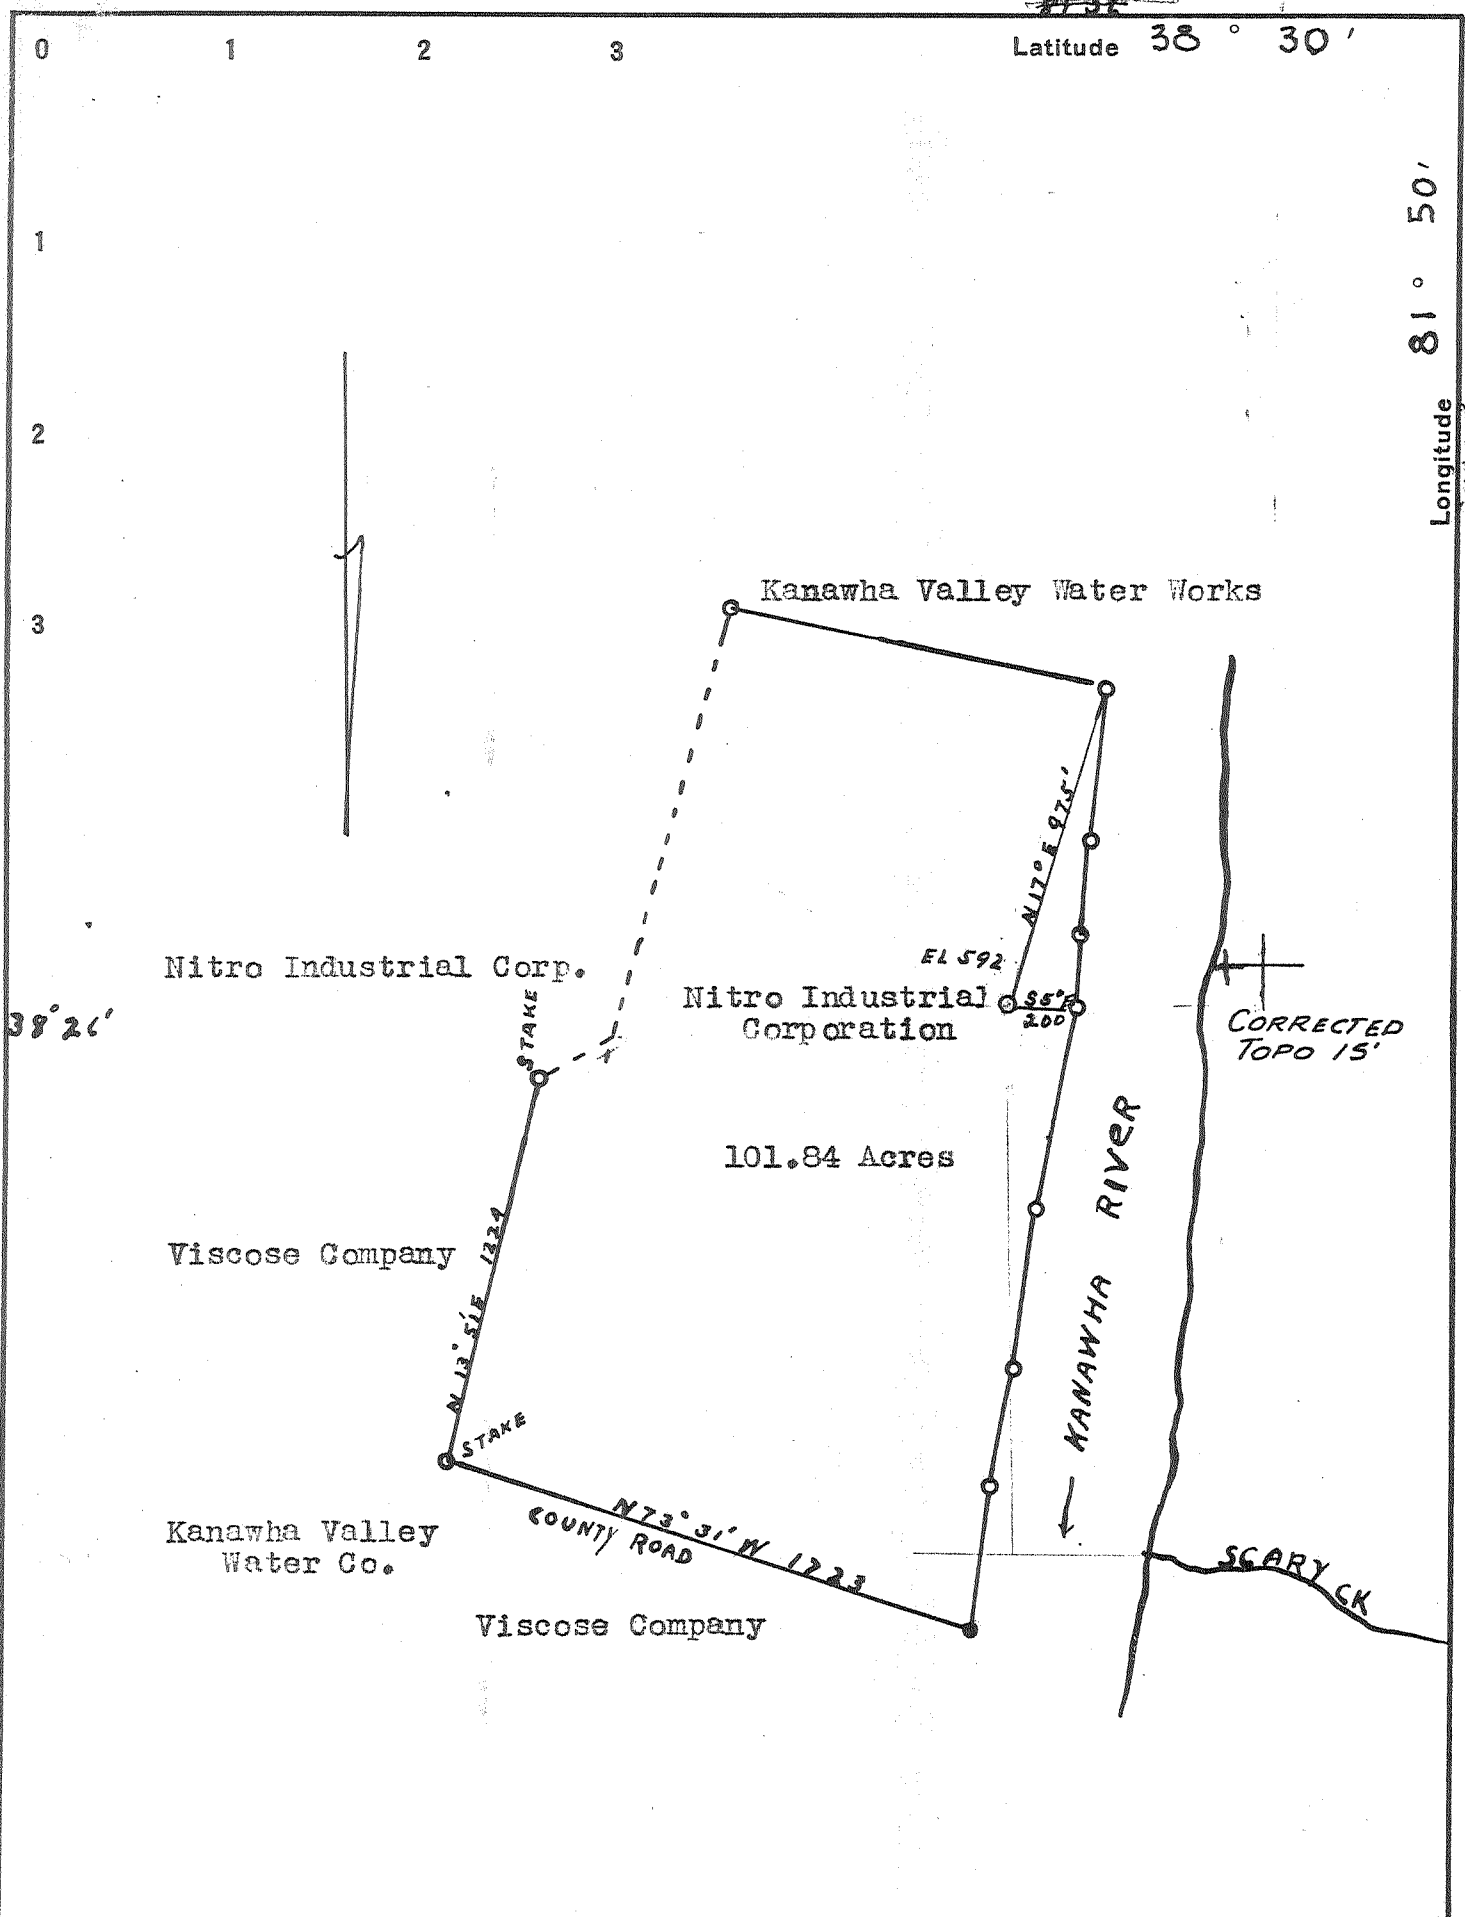 Latitude 38° 30'
0 1 2 3
81° 50'
Longitude
1
2
3
Kanawha Valley Water Works
N 17° E 975'
EL 592
Nitro Industrial Corp.
STAKE
Nitro Industrial
Corporation
S5°E
200
38°26'
CORRECTED
TOPO 15'
101.84 Acres
KANAWHA RIVER
Viscose Company
N 13° 51' E 1224
STAKE
N 73° 31' W 1723
COUNTY ROAD
Kanawha Valley
Water Co.
SCARY CK
Viscose Company